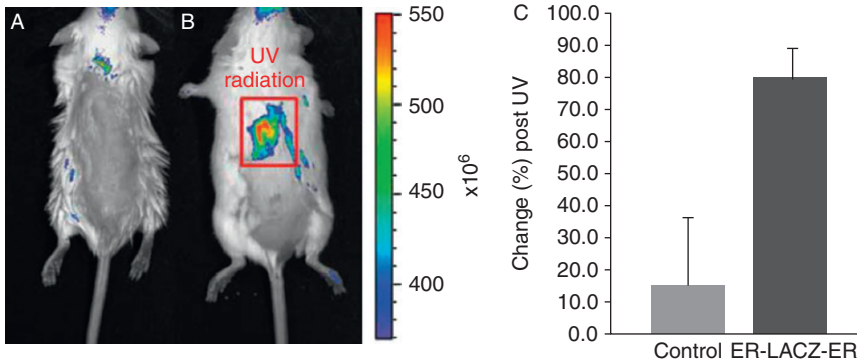 A
B
UV
radiation
550
500
450
400
x10⁶
C
Change (%) post UV
100.0
90.0
80.0
70.0
60.0
50.0
40.0
30.0
20.0
10.0
0.0
Control
ER-LACZ-ER